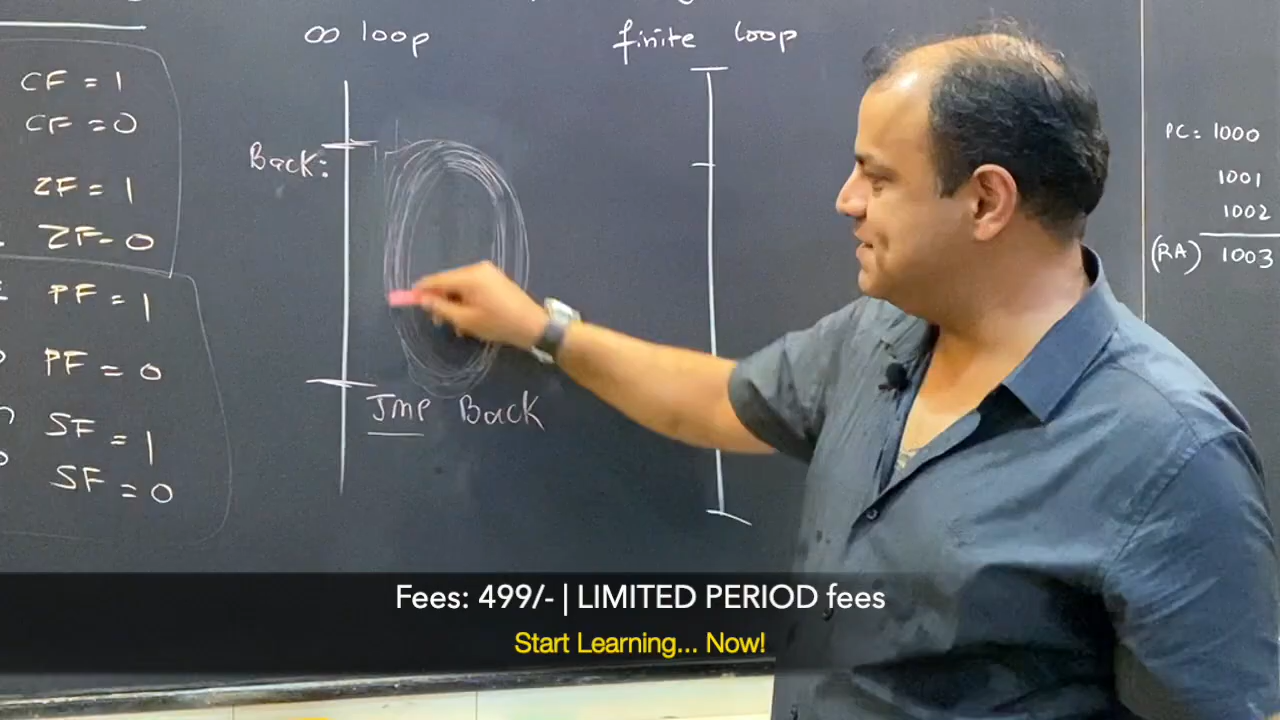 ∞ loop
finite loop
CF = 1
CF = 0
ZF = 1
ZF = 0
PF = 1
PF = 0
SF = 1
SF = 0
Back:
JMP Back
PC: 1000
1001
1002
(RA) 1003
Fees: 499/- | LIMITED PERIOD fees
Start Learning... Now!